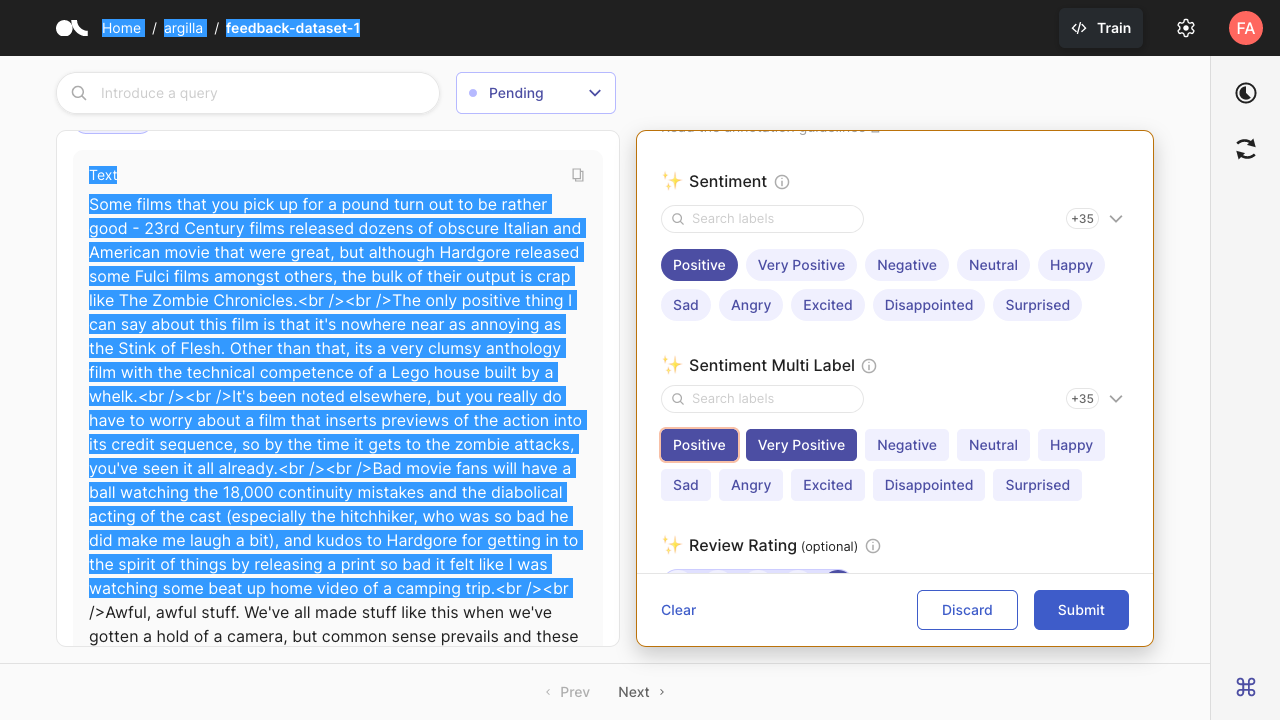 Home / argilla / feedback-dataset-1
Train
FA
Introduce a query
Pending
Text
Some films that you pick up for a pound turn out to be rather
good - 23rd Century films released dozens of obscure Italian and
American movie that were great, but although Hardgore released
some Fulci films amongst others, the bulk of their output is crap
like The Zombie Chronicles.<br /><br />The only positive thing I
can say about this film is that it's nowhere near as annoying as
the Stink of Flesh. Other than that, its a very clumsy anthology
film with the technical competence of a Lego house built by a
whelk.<br /><br />It's been noted elsewhere, but you really do
have to worry about a film that inserts previews of the action into
its credit sequence, so by the time it gets to the zombie attacks,
you've seen it all already.<br /><br />Bad movie fans will have a
ball watching the 18,000 continuity mistakes and the diabolical
acting of the cast (especially the hitchhiker, who was so bad he
did make me laugh a bit), and kudos to Hardgore for getting in to
the spirit of things by releasing a print so bad it felt like I was
watching some beat up home video of a camping trip.<br /><br
/>Awful, awful stuff. We've all made stuff like this when we've
gotten a hold of a camera, but common sense prevails and these
Read the annotation guidelines
Sentiment
Search labels
+35
Positive Very Positive Negative Neutral Happy
Sad Angry Excited Disappointed Surprised
Sentiment Multi Label
Search labels
+35
Positive Very Positive Negative Neutral Happy
Sad Angry Excited Disappointed Surprised
Review Rating (optional)
Clear
Discard
Submit
Prev
Next